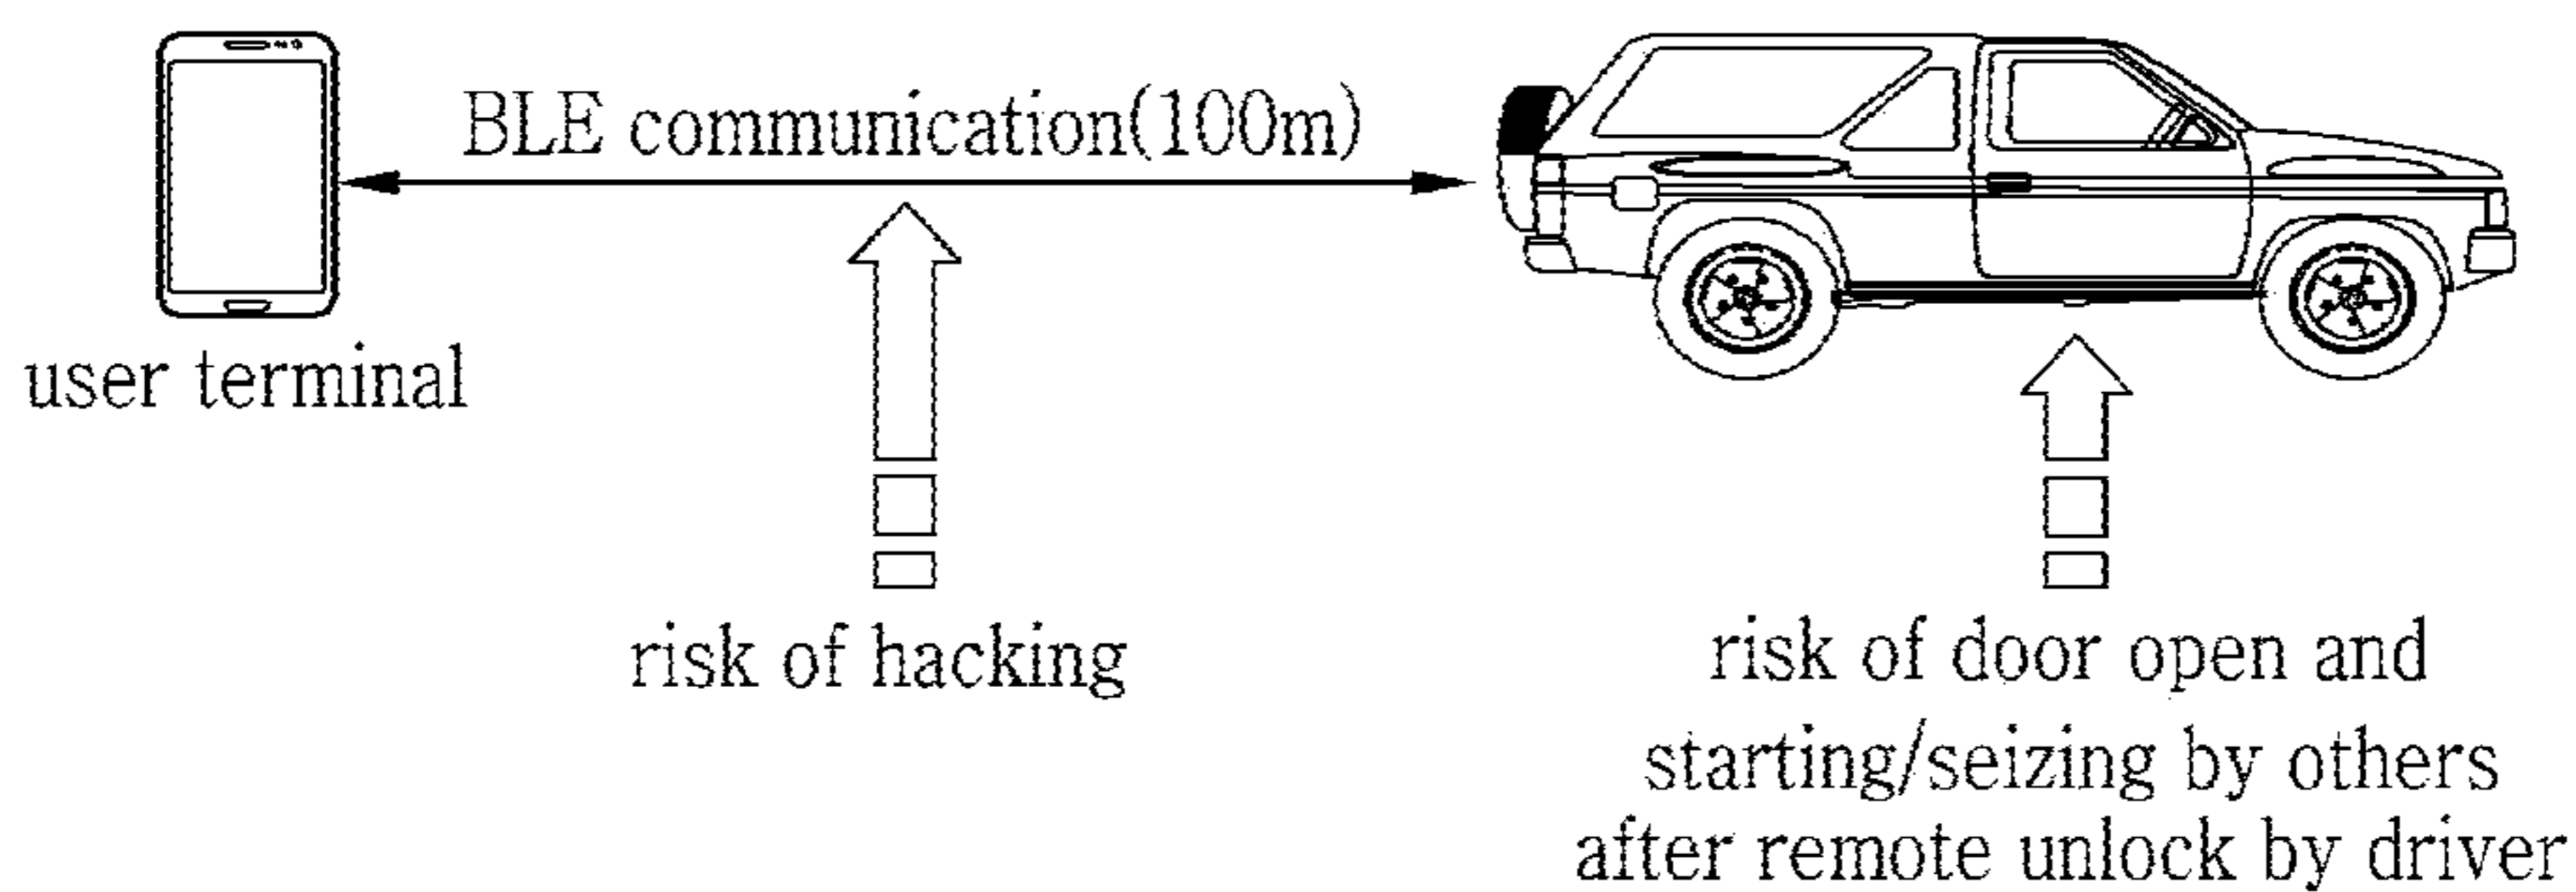 BLE communication(100m)
user terminal
risk of hacking
risk of door open and
starting/seizing by others
after remote unlock by driver